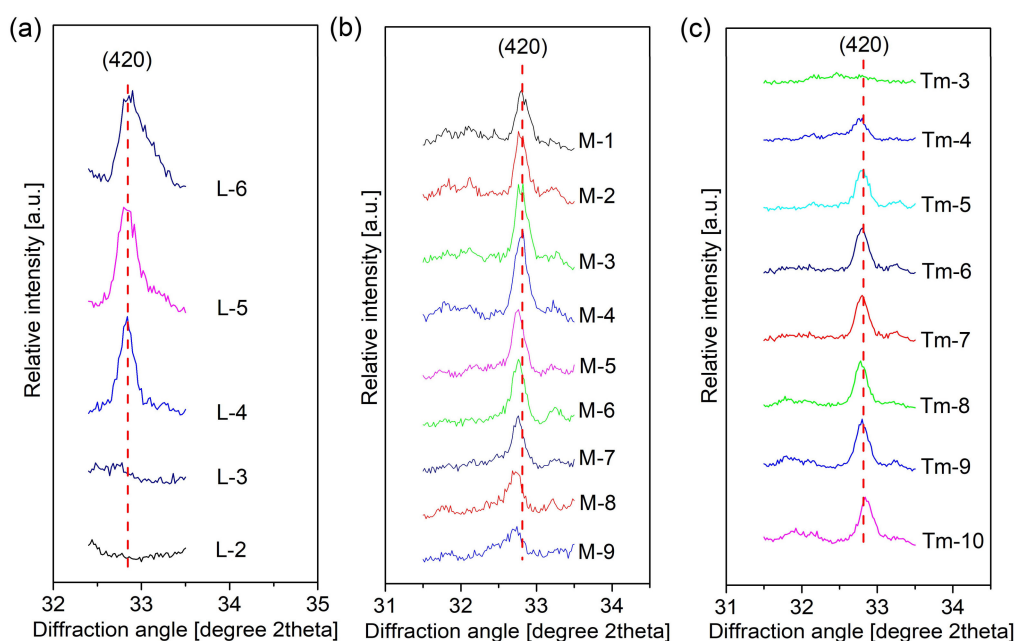 (a)
(420)
L-6
L-5
L-4
L-3
L-2
Relative intensity [a.u.]
32 33 34 35
Diffraction angle [degree 2theta]
(b)
(420)
M-1
M-2
M-3
M-4
M-5
M-6
M-7
M-8
M-9
Relative intensity [a.u.]
31 32 33 34
Diffraction angle [degree 2theta]
(c)
(420)
Tm-3
Tm-4
Tm-5
Tm-6
Tm-7
Tm-8
Tm-9
Tm-10
Relative intensity [a.u.]
31 32 33 34
Diffraction angle [degree 2theta]